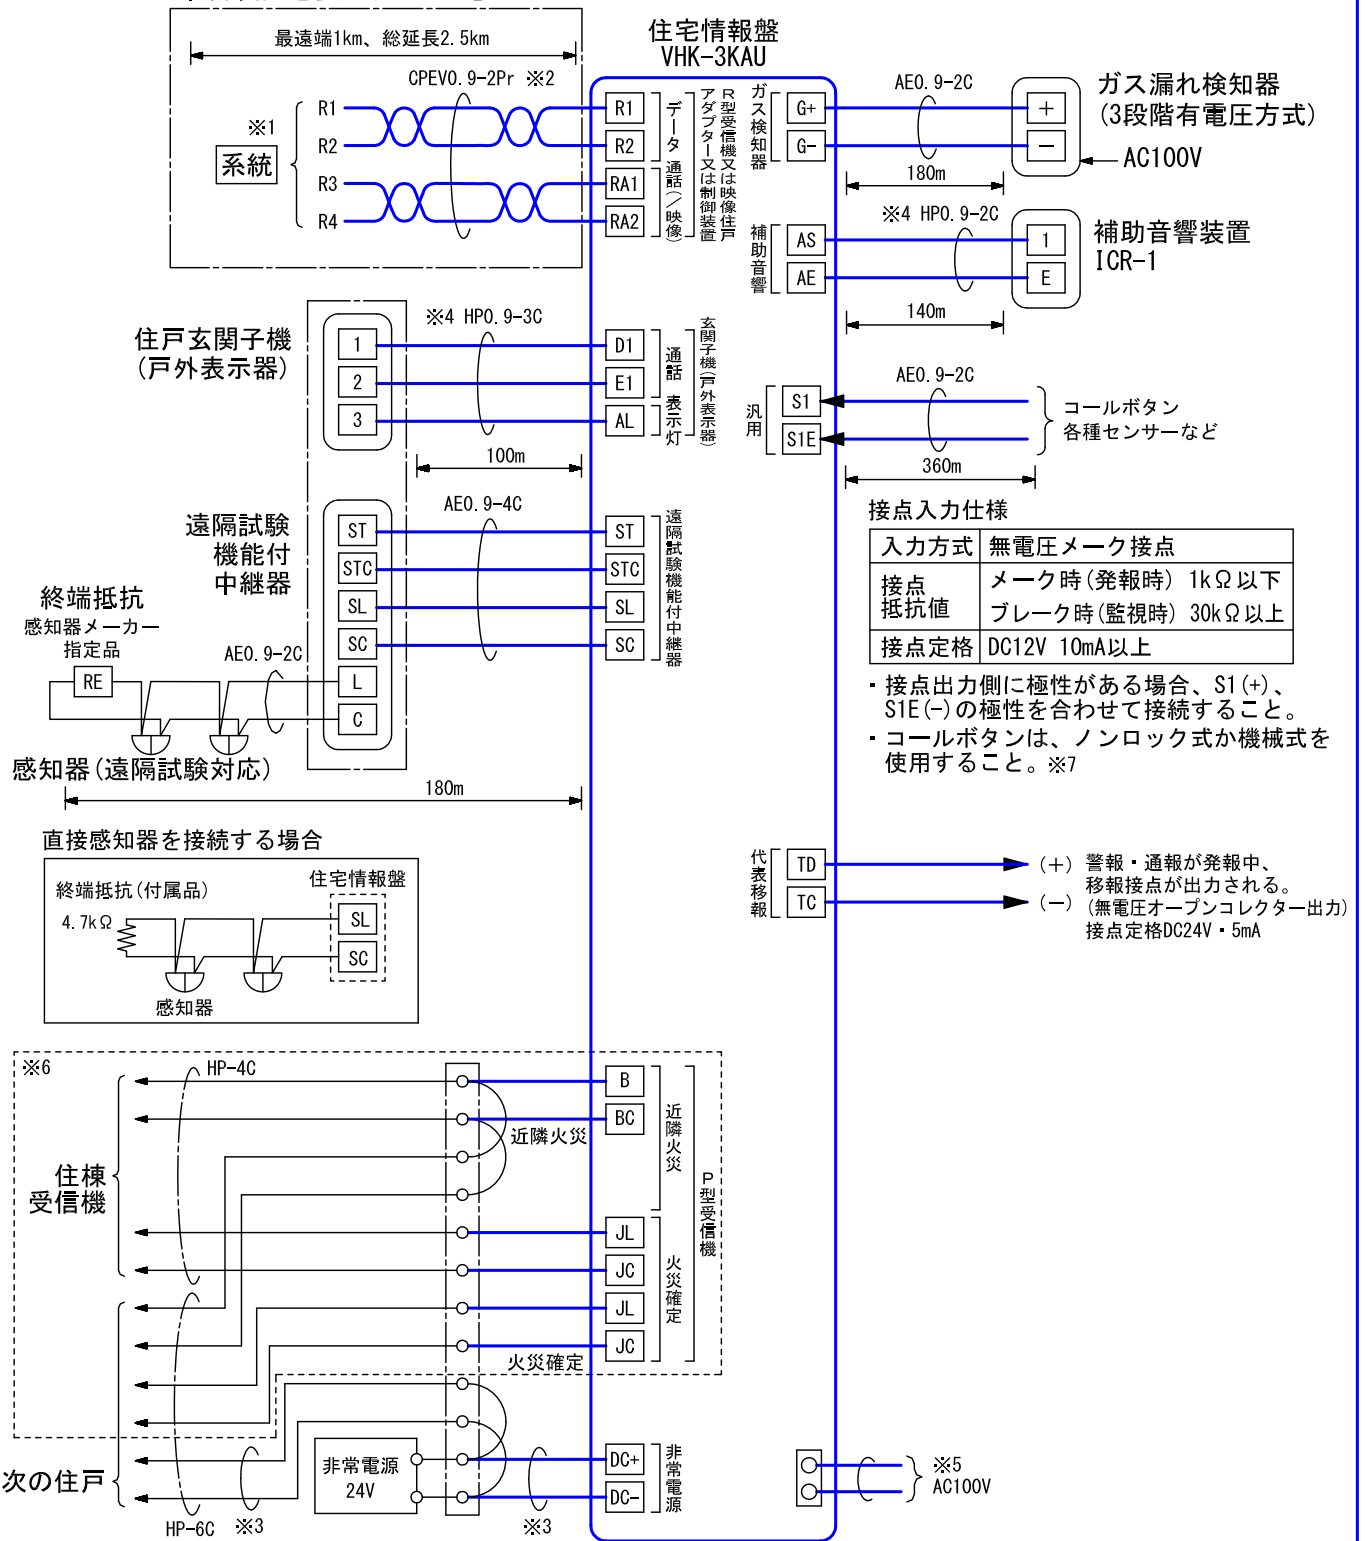 最遠端1km、総延長2.5km
CPEV0.9-2Pr ※2
※1
系統
R1
R2
R3
R4
住宅情報盤
VHK-3KAU
R1
R2
RA1
RA2
データ
通話(/映像)
R型受信機又は映像住戸
アダプター又は制御装置
ガス検知器
G+
G-
AE0.9-2C
+
-
ガス漏れ検知器
(3段階有電圧方式)
AC100V
180m
補助音響
AS
AE
※4 HP0.9-2C
1
E
補助音響装置
ICR-1
140m
住戸玄関子機
(戸外表示器)
1
2
3
※4 HP0.9-3C
D1
E1
AL
通話
表示灯
玄関子機(戸外表示器)
100m
汎用
S1
S1E
AE0.9-2C
コールボタン
各種センサーなど
360m
遠隔試験
機能付
中継器
ST
STC
SL
SC
L
C
AE0.9-4C
ST
STC
SL
SC
遠隔試験機能付中継器
終端抵抗
感知器メーカー
指定品
RE
AE0.9-2C
感知器(遠隔試験対応)
180m
接点入力仕様
入力方式 無電圧メーク接点
接点
抵抗値
メーク時(発報時) 1kΩ以下
ブレーク時(監視時) 30kΩ以上
接点定格 DC12V 10mA以上
・接点出力側に極性がある場合、S1(+)、
S1E(-)の極性を合わせて接続すること。
・コールボタンは、ノンロック式か機械式を
使用すること。※7
直接感知器を接続する場合
終端抵抗(付属品)
4.7kΩ
住宅情報盤
SL
SC
感知器
代表移報
TD
TC
(+)
(-)
警報・通報が発報中、
移報接点が出力される。
(無電圧オープンコレクター出力)
接点定格DC24V・5mA
※6
HP-4C
住棟
受信機
近隣火災
B
BC
近隣火災
JL
JC
JL
JC
火災確定
P型受信機
火災確定
次の住戸
HP-6C
※3
非常電源
24V
※3
DC+
DC-
非常電源
※5
AC100V